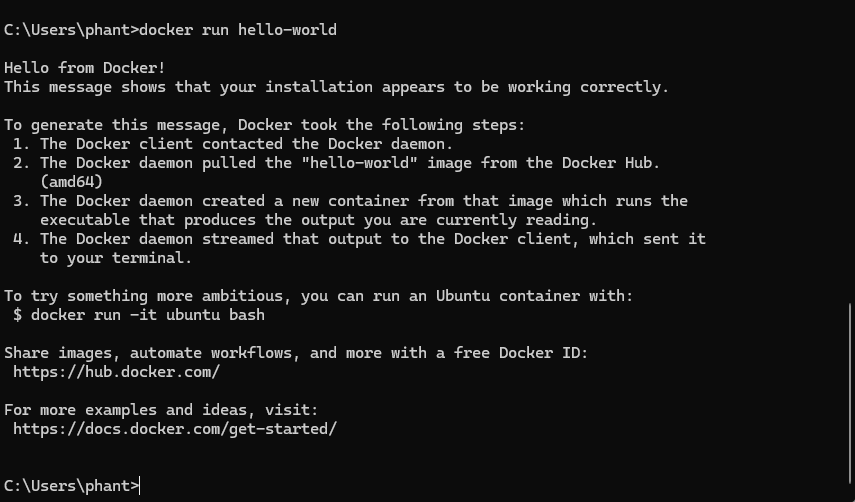 C:\Users\phant>docker run hello-world
Hello from Docker!
This message shows that your installation appears to be working correctly.
To generate this message, Docker took the following steps:
1. The Docker client contacted the Docker daemon.
2. The Docker daemon pulled the "hello-world" image from the Docker Hub.
(amd64)
3. The Docker daemon created a new container from that image which runs the
executable that produces the output you are currently reading.
4. The Docker daemon streamed that output to the Docker client, which sent it
to your terminal.
To try something more ambitious, you can run an Ubuntu container with:
$ docker run -it ubuntu bash
Share images, automate workflows, and more with a free Docker ID:
https://hub.docker.com/
For more examples and ideas, visit:
https://docs.docker.com/get-started/
C:\Users\phant>